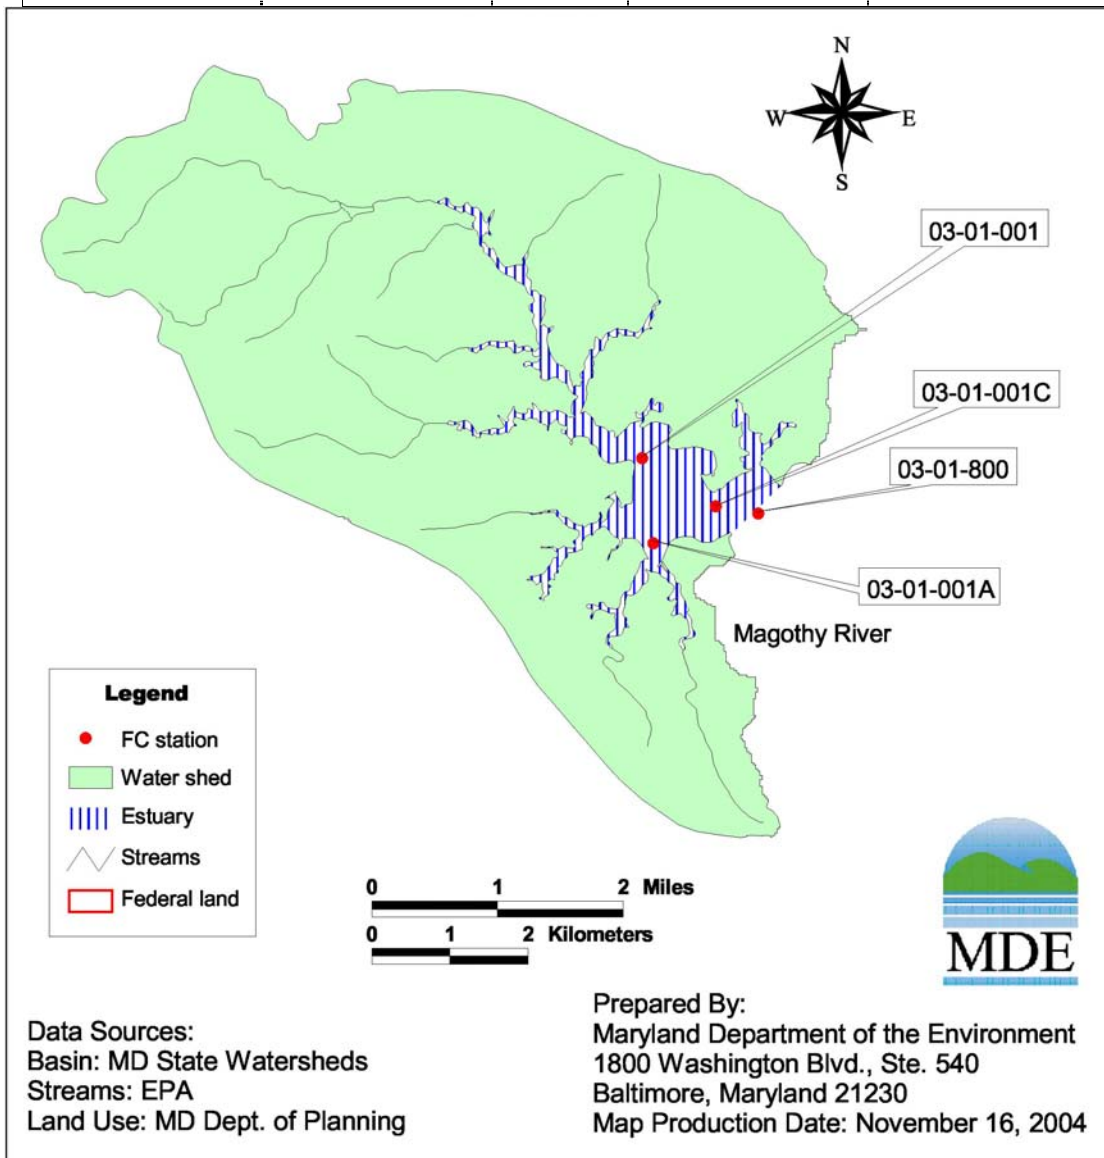 N
W
E
S
03-01-001
03-01-001C
03-01-800
03-01-001A
Magothy River
Legend
FC station
Water shed
Estuary
Streams
Federal land
0 1 2 Miles
0 1 2 Kilometers
MDE
Data Sources:
Basin: MD State Watersheds
Streams: EPA
Land Use: MD Dept. of Planning
Prepared By:
Maryland Department of the Environment
1800 Washington Blvd., Ste. 540
Baltimore, Maryland 21230
Map Production Date: November 16, 2004